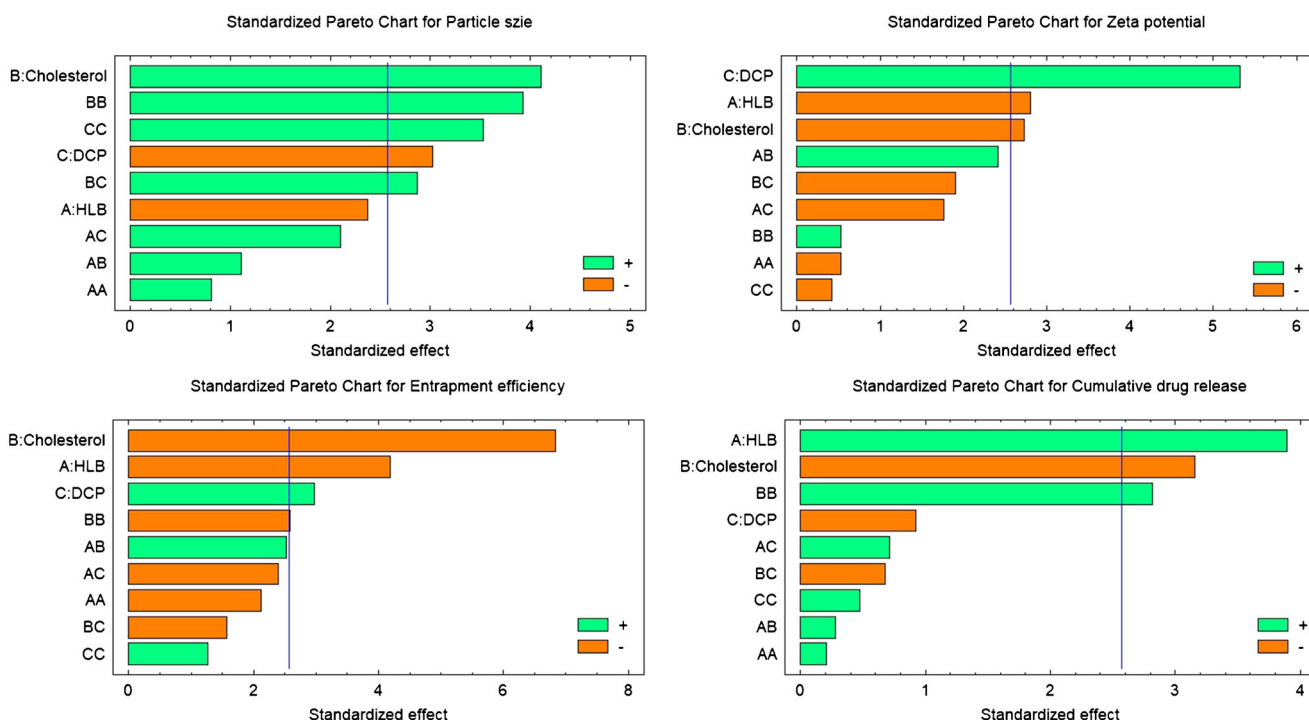 Standardized Pareto Chart for Particle szie
B:Cholesterol
BB
CC
C:DCP
BC
A:HLB
AC
AB
AA
+
-
0 1 2 3 4 5
Standardized effect
Standardized Pareto Chart for Zeta potential
C:DCP
A:HLB
B:Cholesterol
AB
BC
AC
BB
AA
CC
+
-
0 1 2 3 4 5 6
Standardized effect
Standardized Pareto Chart for Entrapment efficiency
B:Cholesterol
A:HLB
C:DCP
BB
AB
AC
AA
BC
CC
+
-
0 2 4 6 8
Standardized effect
Standardized Pareto Chart for Cumulative drug release
A:HLB
B:Cholesterol
BB
C:DCP
AC
BC
CC
AB
AA
+
-
0 1 2 3 4
Standardized effect